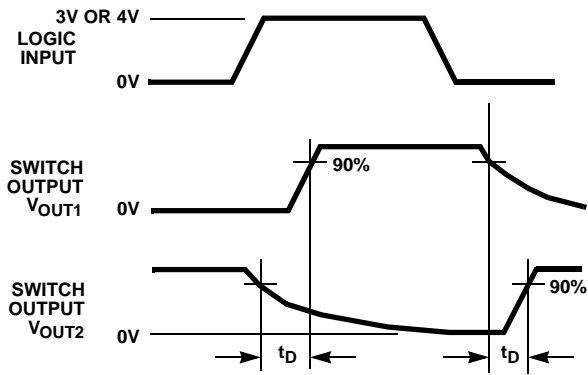 3V OR 4V
LOGIC
INPUT
0V
SWITCH
OUTPUT
VOUT1
0V
90%
SWITCH
OUTPUT
VOUT2
0V
90%
tD
tD